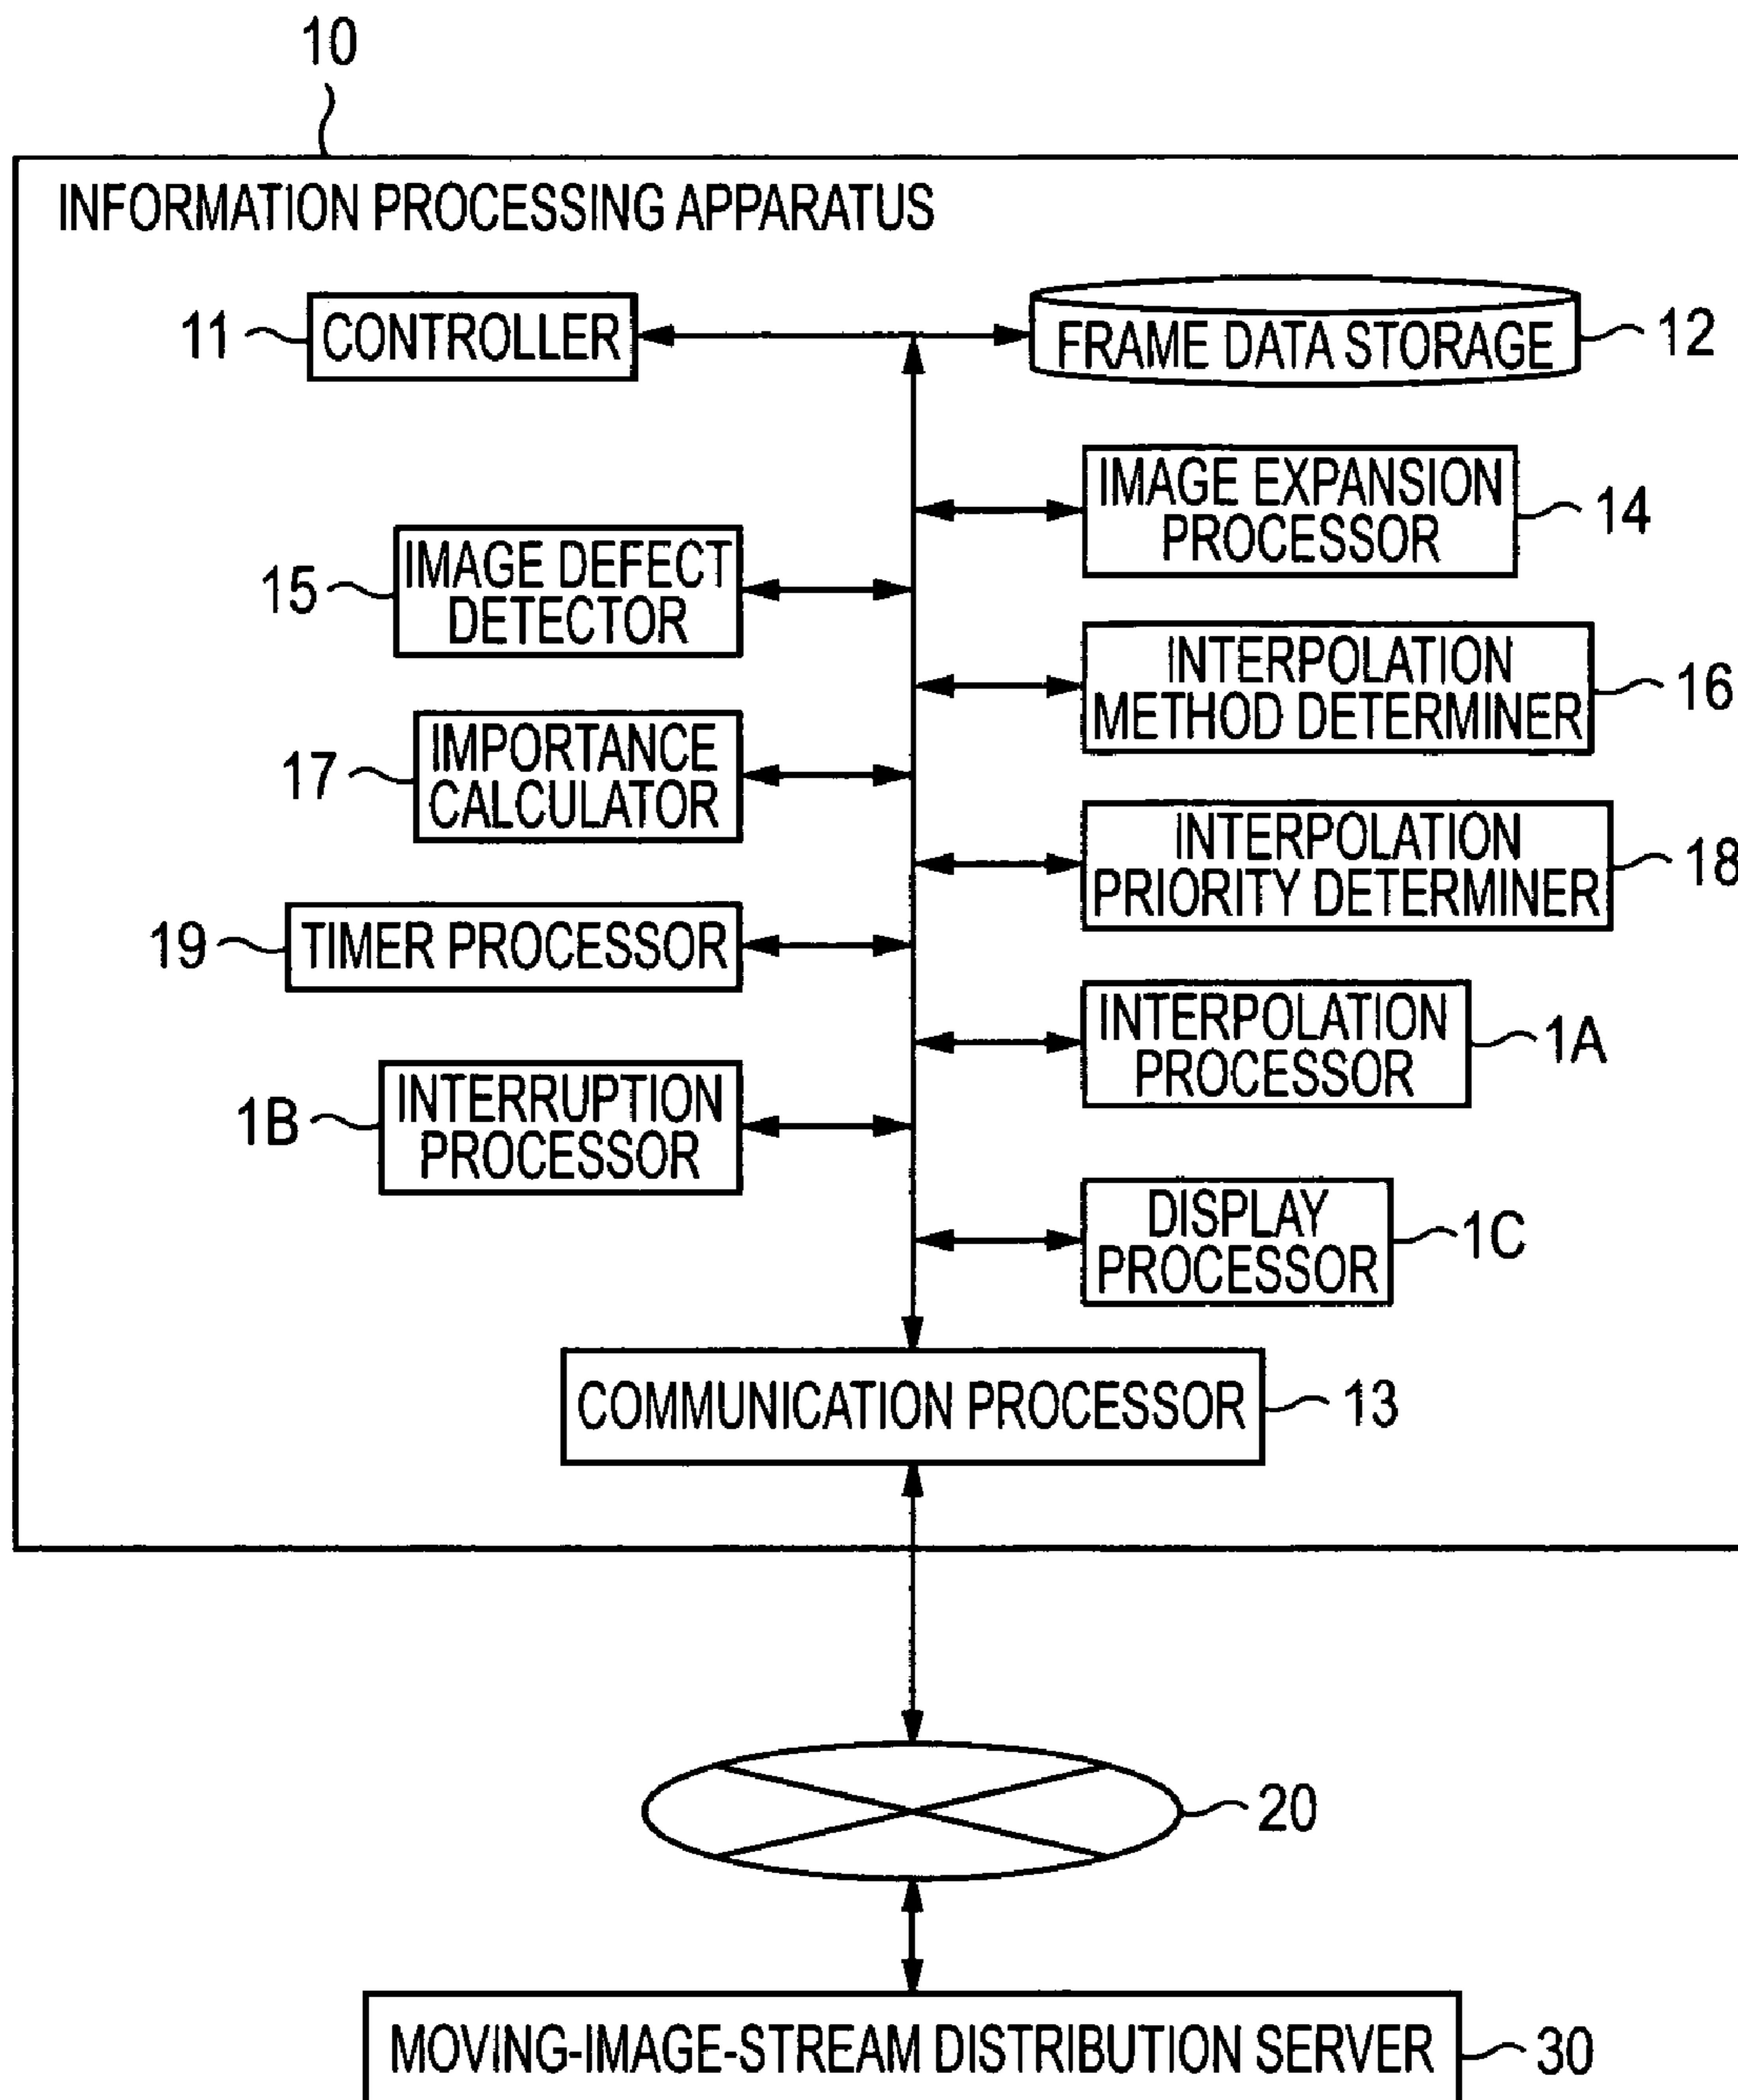 10
INFORMATION PROCESSING APPARATUS
11
CONTROLLER
FRAME DATA STORAGE
12
IMAGE EXPANSION
PROCESSOR
14
15
IMAGE DEFECT
DETECTOR
INTERPOLATION
METHOD DETERMINER
16
17
IMPORTANCE
CALCULATOR
INTERPOLATION
PRIORITY DETERMINER
18
19
TIMER PROCESSOR
INTERPOLATION
PROCESSOR
1A
1B
INTERRUPTION
PROCESSOR
DISPLAY
PROCESSOR
1C
COMMUNICATION PROCESSOR
13
20
MOVING-IMAGE-STREAM DISTRIBUTION SERVER
30